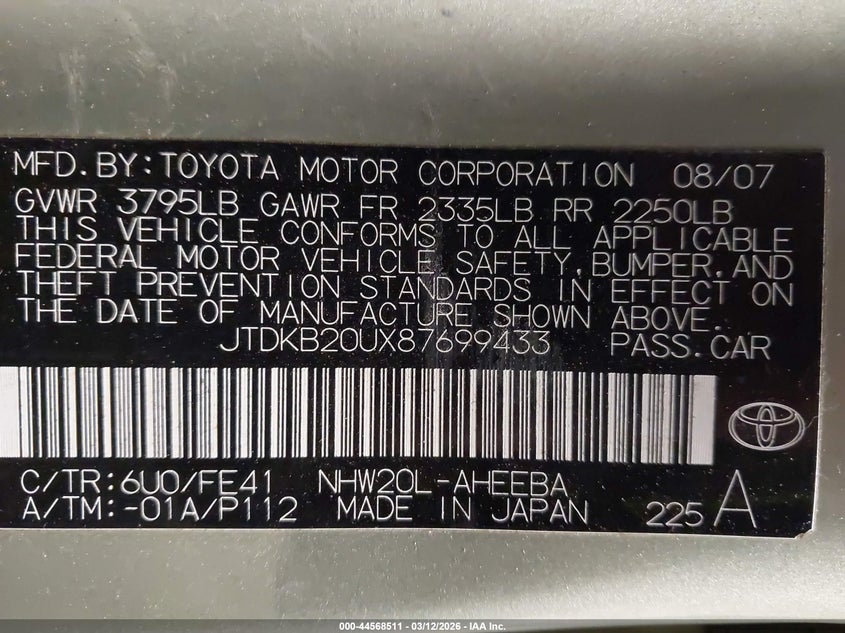 MFD.BY:TOYOTA MOTOR CORPORATION 08/07
GVWR 3795LB GAWR FR 2335LB RR 2250LB
THIS VEHICLE CONFORMS TO ALL APPLICABLE
FEDERAL MOTOR VEHICLE SAFETY,BUMPER,AND
THEFT PREVENTION STANDARDS IN EFFECT ON
THE DATE OF MANUFACTURE SHOWN ABOVE.
JTDKB20UX87699433 PASS.CAR
C/TR:6U0/FE41 NHW20L-AHEEBA
A/TM:-01A/P112 MADE IN JAPAN 225 A
000-44568511 - 03/12/2026 - IAA Inc.